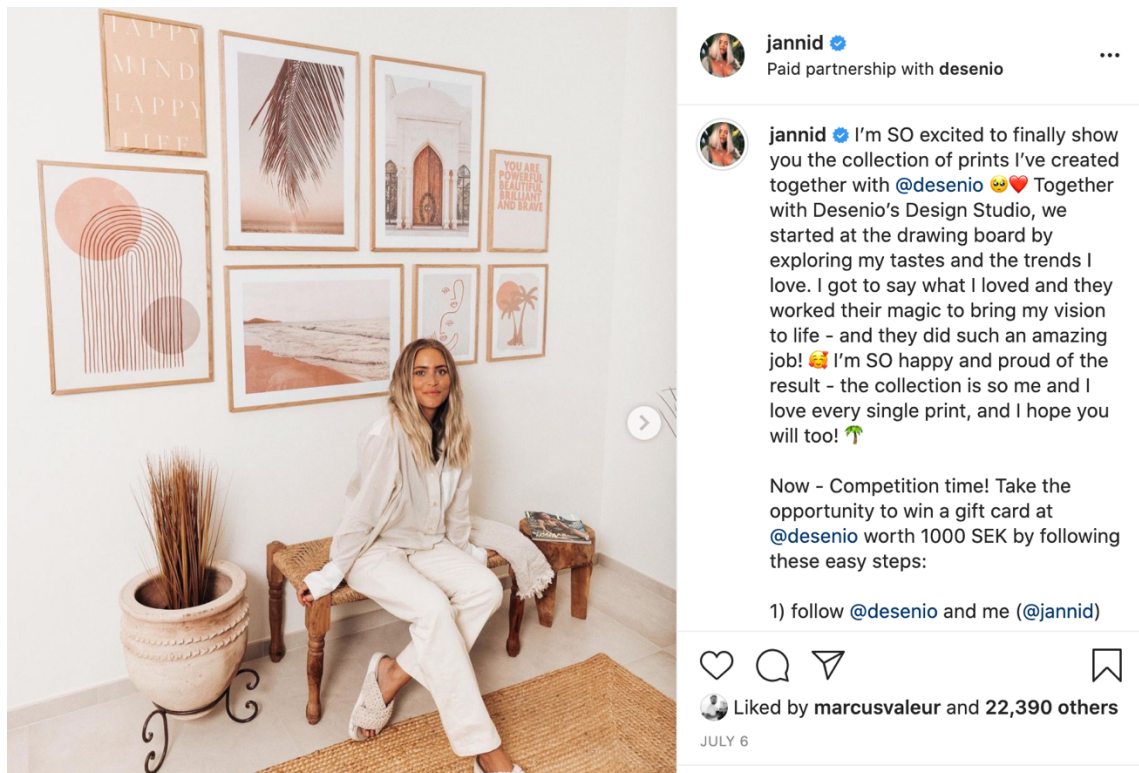 HAPPY
MIND
HAPPY
LIFE
YOU ARE
POWERFUL
BEAUTIFUL
BRILLIANT
AND BRAVE
jannid
Paid partnership with desenio
jannid I’m SO excited to finally show
you the collection of prints I’ve created
together with @desenio 🥺❤️ Together
with Desenio’s Design Studio, we
started at the drawing board by
exploring my tastes and the trends I
love. I got to say what I loved and they
worked their magic to bring my vision
to life - and they did such an amazing
job! 🥰 I’m SO happy and proud of the
result - the collection is so me and I
love every single print, and I hope you
will too! 🌴
Now - Competition time! Take the
opportunity to win a gift card at
@desenio worth 1000 SEK by following
these easy steps:
1) follow @desenio and me (@jannid)
Liked by marcusvaleur and 22,390 others
JULY 6